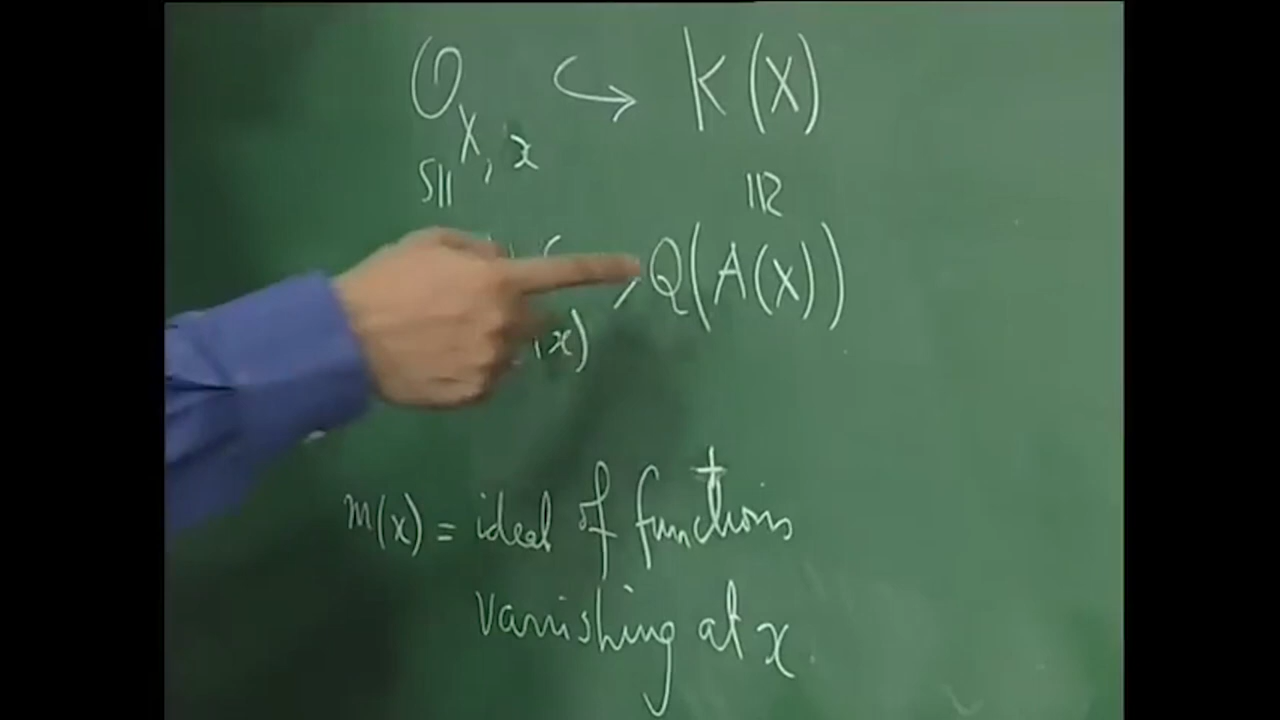 O_{X, x} ↪ K(X)
≅ ≅
Q(A(X))
x)
m(x) = ideal of functions
vanishing at x.